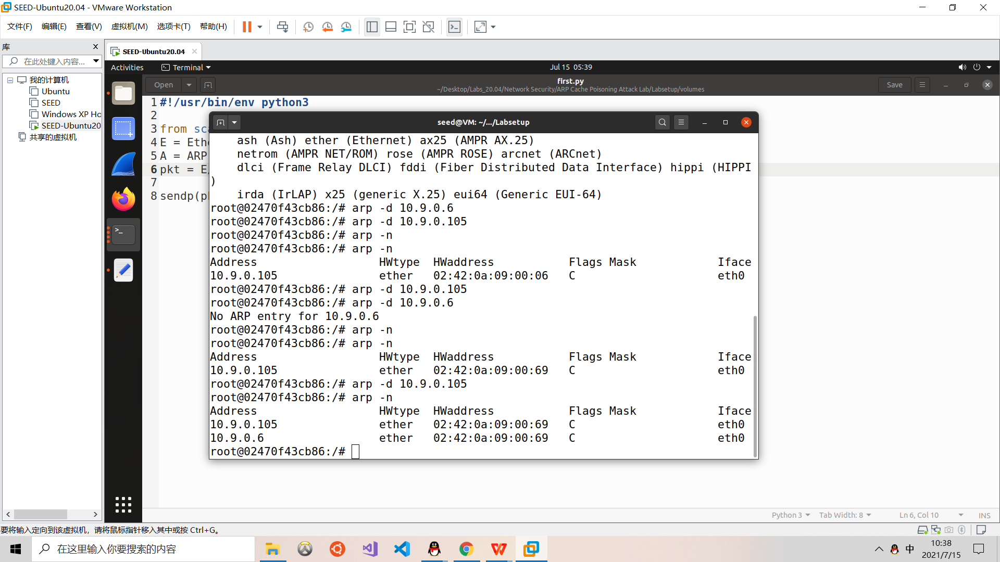 SEED-Ubuntu20.04 - VMware Workstation
文件(F) 编辑(E) 查看(V) 虚拟机(M) 选项卡(T) 帮助(H)
库
在此处键入内容...
我的计算机
Ubuntu
SEED
Windows XP Ho
SEED-Ubuntu20
共享的虚拟机
SEED-Ubuntu20.04
Activities Terminal Jul 15 05:39
Open
first.py
~/Desktop/Labs_20.04/Network Security/ARP Cache Poisoning Attack Lab/Labsetup/volumes
Save
1 #!/usr/bin/env python3
2
3 from sca
4 E = Ethe
5 A = ARP
6 pkt = E/
7
8 sendp(pk
seed@VM: ~/.../Labsetup
ash (Ash) ether (Ethernet) ax25 (AMPR AX.25)
netrom (AMPR NET/ROM) rose (AMPR ROSE) arcnet (ARCnet)
dlci (Frame Relay DLCI) fddi (Fiber Distributed Data Interface) hippi (HIPPI
)
irda (IrLAP) x25 (generic X.25) eui64 (Generic EUI-64)
root@02470f43cb86:/# arp -d 10.9.0.6
root@02470f43cb86:/# arp -d 10.9.0.105
root@02470f43cb86:/# arp -n
root@02470f43cb86:/# arp -n
Address HWtype HWaddress Flags Mask Iface
10.9.0.105 ether 02:42:0a:09:00:06 C eth0
root@02470f43cb86:/# arp -d 10.9.0.105
root@02470f43cb86:/# arp -d 10.9.0.6
No ARP entry for 10.9.0.6
root@02470f43cb86:/# arp -n
root@02470f43cb86:/# arp -n
Address HWtype HWaddress Flags Mask Iface
10.9.0.105 ether 02:42:0a:09:00:69 C eth0
root@02470f43cb86:/# arp -d 10.9.0.105
root@02470f43cb86:/# arp -n
Address HWtype HWaddress Flags Mask Iface
10.9.0.105 ether 02:42:0a:09:00:69 C eth0
10.9.0.6 ether 02:42:0a:09:00:69 C eth0
root@02470f43cb86:/#
Python 3 Tab Width: 8 Ln 6, Col 10 INS
要将输入定向到该虚拟机，请将鼠标指针移入其中或按 Ctrl+G。
在这里输入你要搜索的内容
中
10:38
2021/7/15